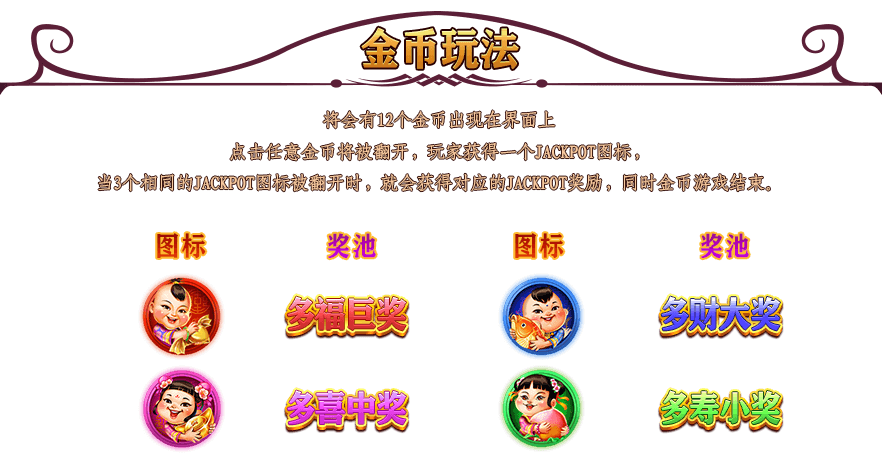 金币玩法
将会有12个金币出现在界面上
点击任意金币将被翻开，玩家获得一个JACKPOT图标，
当3个相同的JACKPOT图标被翻开时，就会获得对应的JACKPOT奖励，同时金币游戏结束。
图标 奖池 图标 奖池
多福巨奖 多财大奖
多喜中奖 多寿小奖